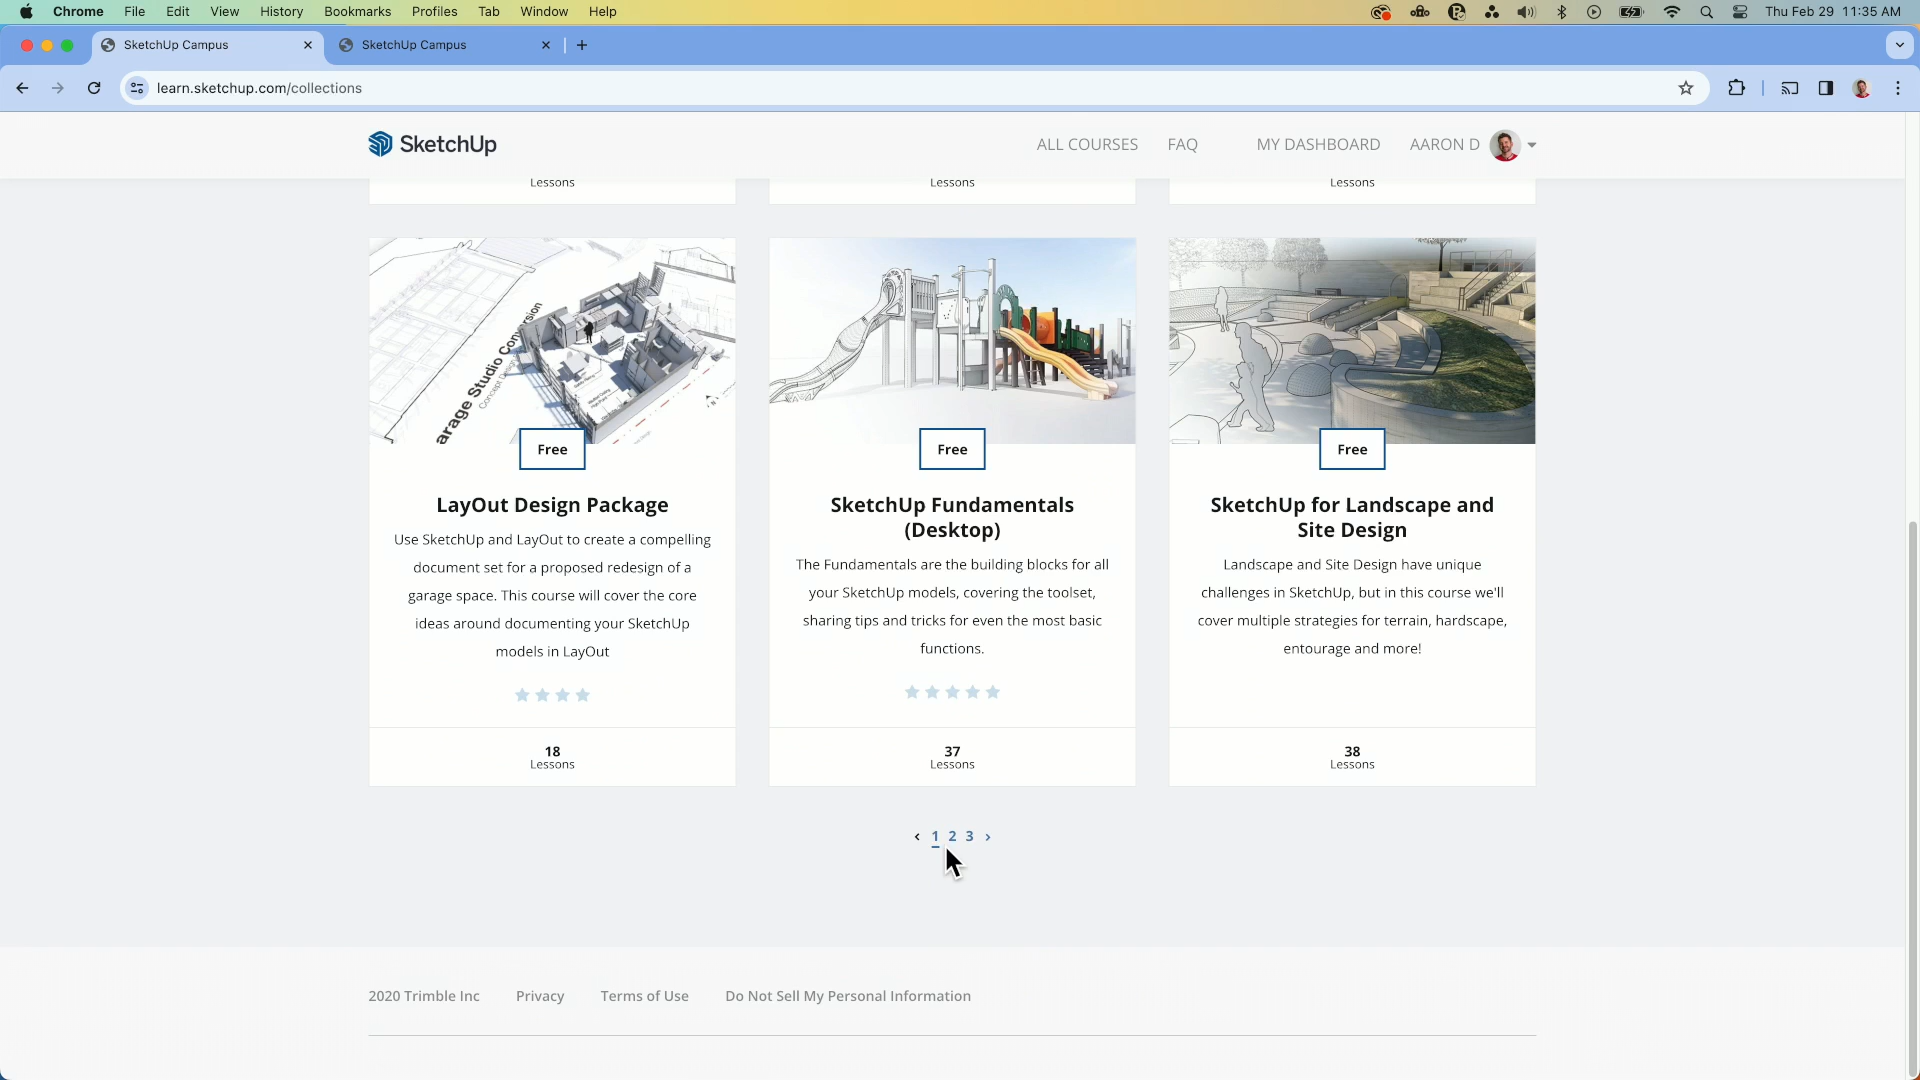 Chrome File Edit View History Bookmarks Profiles Tab Window Help Thu Feb 29 11:35 AM
SketchUp Campus SketchUp Campus
learn.sketchup.com/collections
SketchUp ALL COURSES FAQ MY DASHBOARD AARON D
Lessons Lessons Lessons
arage Studio Conversion
Free Free Free
LayOut Design Package
Use SketchUp and LayOut to create a compelling
document set for a proposed redesign of a
garage space. This course will cover the core
ideas around documenting your SketchUp
models in LayOut
18
Lessons
SketchUp Fundamentals
(Desktop)
The Fundamentals are the building blocks for all
your SketchUp models, covering the toolset,
sharing tips and tricks for even the most basic
functions.
37
Lessons
SketchUp for Landscape and
Site Design
Landscape and Site Design have unique
challenges in SketchUp, but in this course we'll
cover multiple strategies for terrain, hardscape,
entourage and more!
38
Lessons
< 1 2 3 >
2020 Trimble Inc Privacy Terms of Use Do Not Sell My Personal Information